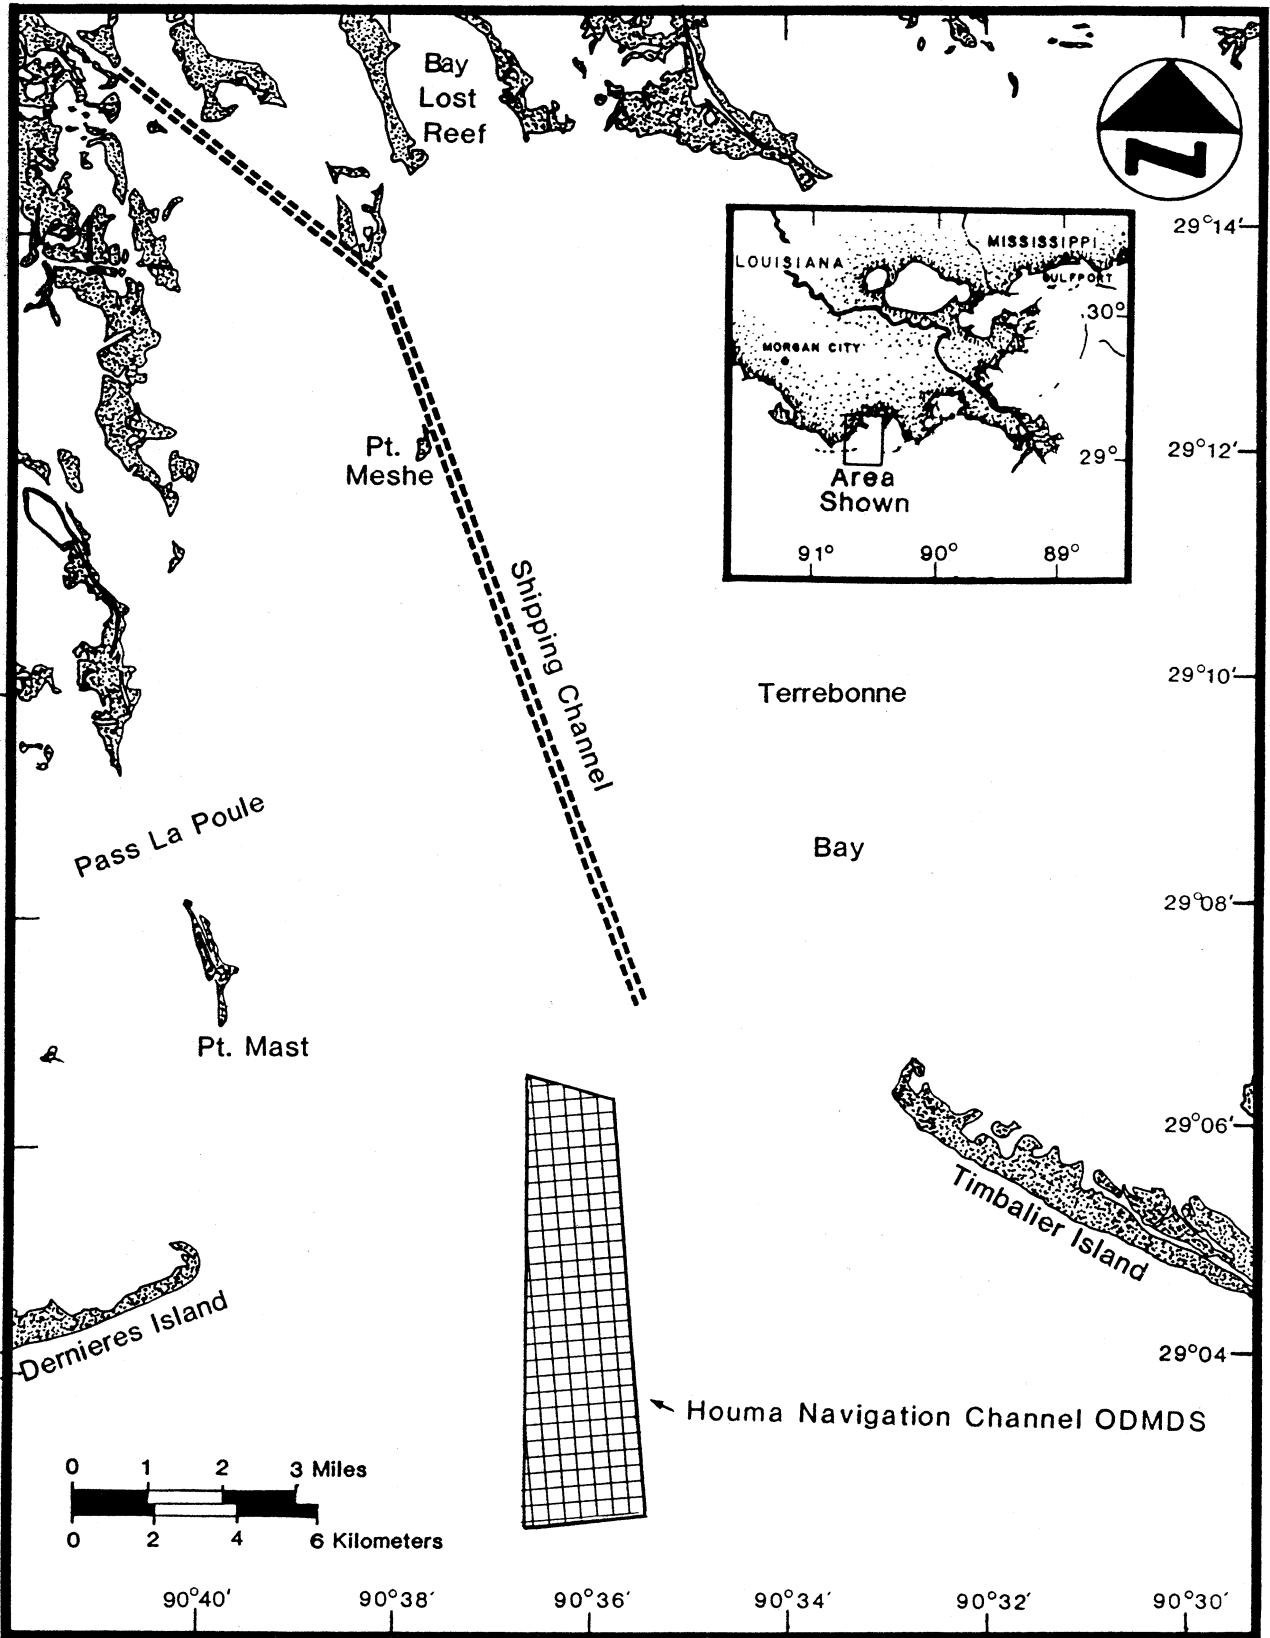 Bay
Lost
Reef
N
29°14'
MISSISSIPPI
LOUISIANA
GULFPORT
30°
MORGAN CITY
29°
Area
Shown
91° 90° 89°
29°12'
Pt.
Meshe
Shipping Channel
29°10'
Terrebonne
Pass La Poule
Bay
29°08'
Pt. Mast
29°06'
Timbalier Island
Dernieres Island
29°04
Houma Navigation Channel ODMDS
0 1 2 3 Miles
0 2 4 6 Kilometers
90°40' 90°38' 90°36' 90°34' 90°32' 90°30'